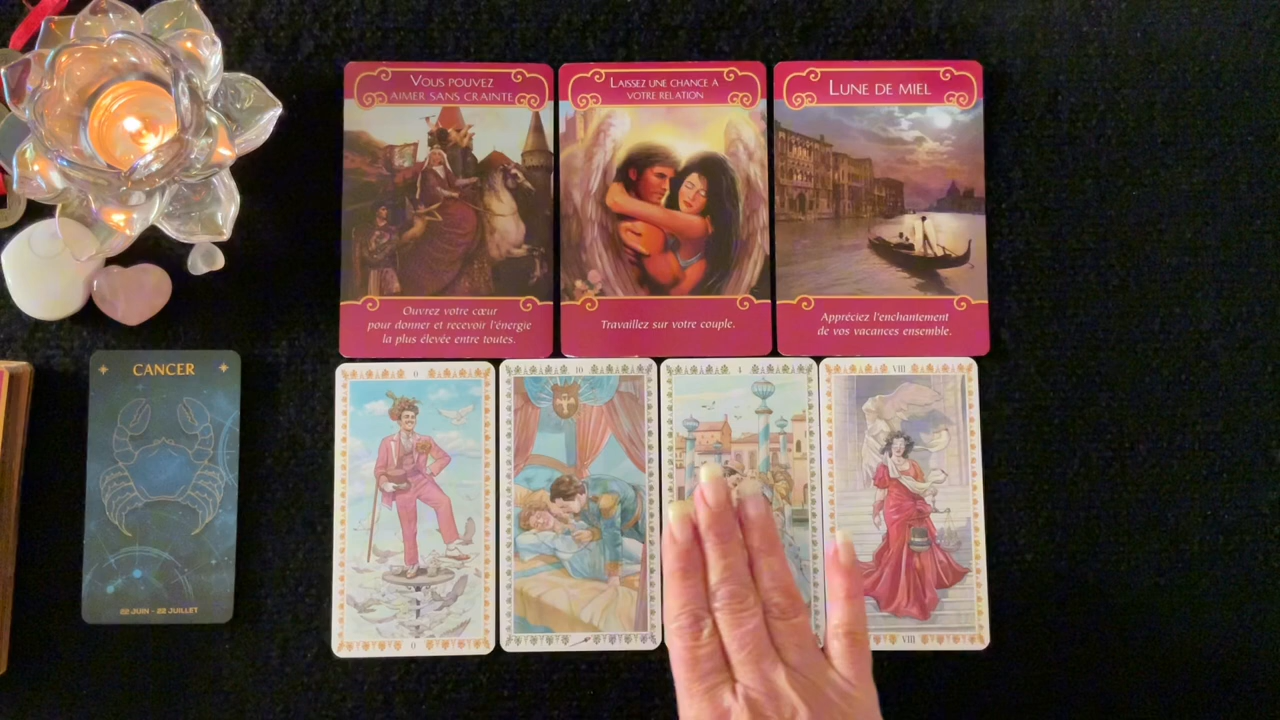 VOUS POUVEZ
AIMER SANS CRAINTE
Ouvrez votre cœur
pour donner et recevoir l'énergie
la plus élevée entre toutes.
LAISSEZ UNE CHANCE À
VOTRE RELATION
Travaillez sur votre couple.
LUNE DE MIEL
Appréciez l'enchantement
de vos vacances ensemble.
CANCER
22 JUIN - 22 JUILLET
0
0
10
1
VIII
VIII